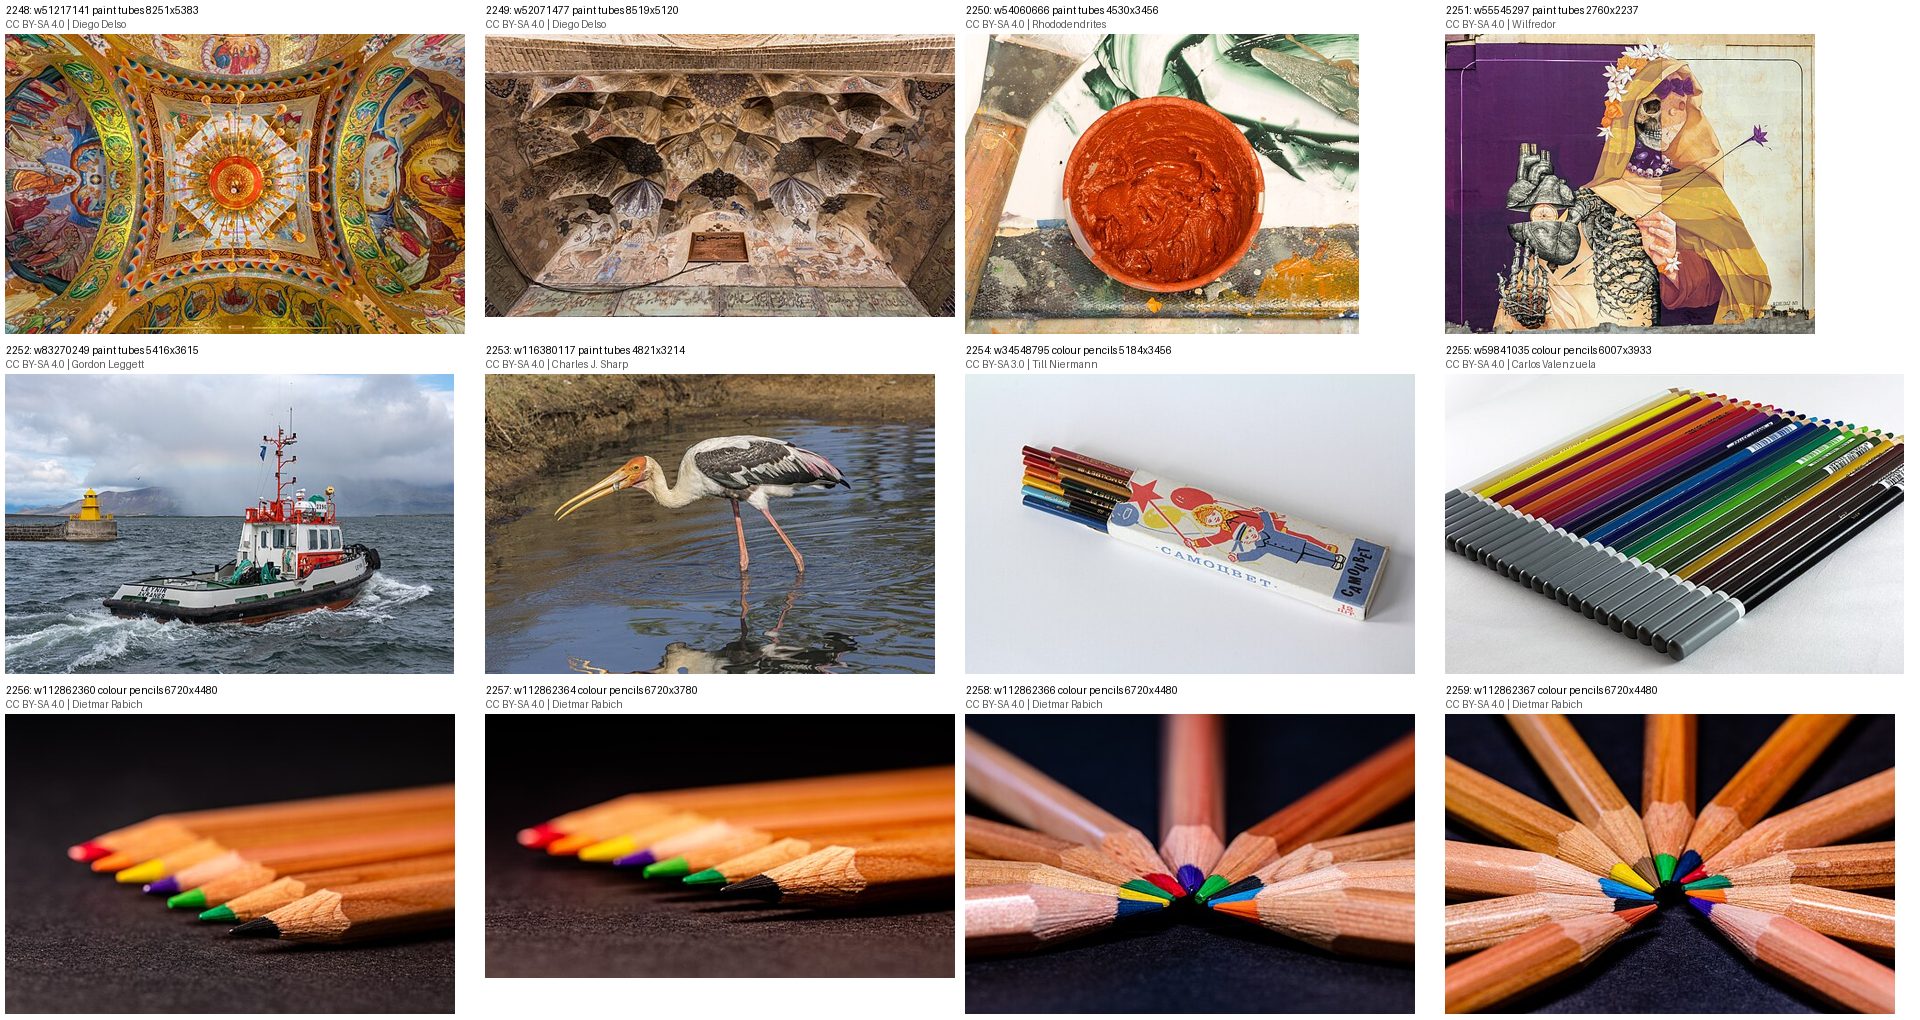 2248: w51217141 paint tubes 8251x5383
CC BY-SA 4.0 | Diego Delso
2249: w52071477 paint tubes 8519x5120
CC BY-SA 4.0 | Diego Delso
2250: w54060666 paint tubes 4530x3456
CC BY-SA 4.0 | Rhododendrites
2251: w55545297 paint tubes 2760x2237
CC BY-SA 4.0 | Wilfredor
2252: w83270249 paint tubes 5416x3615
CC BY-SA 4.0 | Gordon Leggett
2253: w116380117 paint tubes 4821x3214
CC BY-SA 4.0 | Charles J. Sharp
2254: w34548795 colour pencils 5184x3456
CC BY-SA 3.0 | Till Niermann
2255: w59841035 colour pencils 6007x3933
CC BY-SA 4.0 | Carlos Valenzuela
·САМОЦВЕТ·
САМОЦВЕТ
2256: w112862360 colour pencils 6720x4480
CC BY-SA 4.0 | Dietmar Rabich
2257: w112862364 colour pencils 6720x3780
CC BY-SA 4.0 | Dietmar Rabich
2258: w112862366 colour pencils 6720x4480
CC BY-SA 4.0 | Dietmar Rabich
2259: w112862367 colour pencils 6720x4480
CC BY-SA 4.0 | Dietmar Rabich